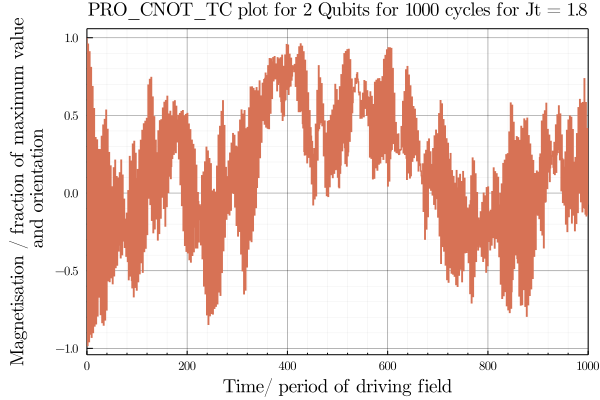 PRO_CNOT_TC plot for 2 Qubits for 1000 cycles for Jt = 1.8
Magnetisation / fraction of maximum value
and orientation
1.0
0.5
0.0
−0.5
−1.0
0
200
400
600
800
1000
Time/ period of driving field